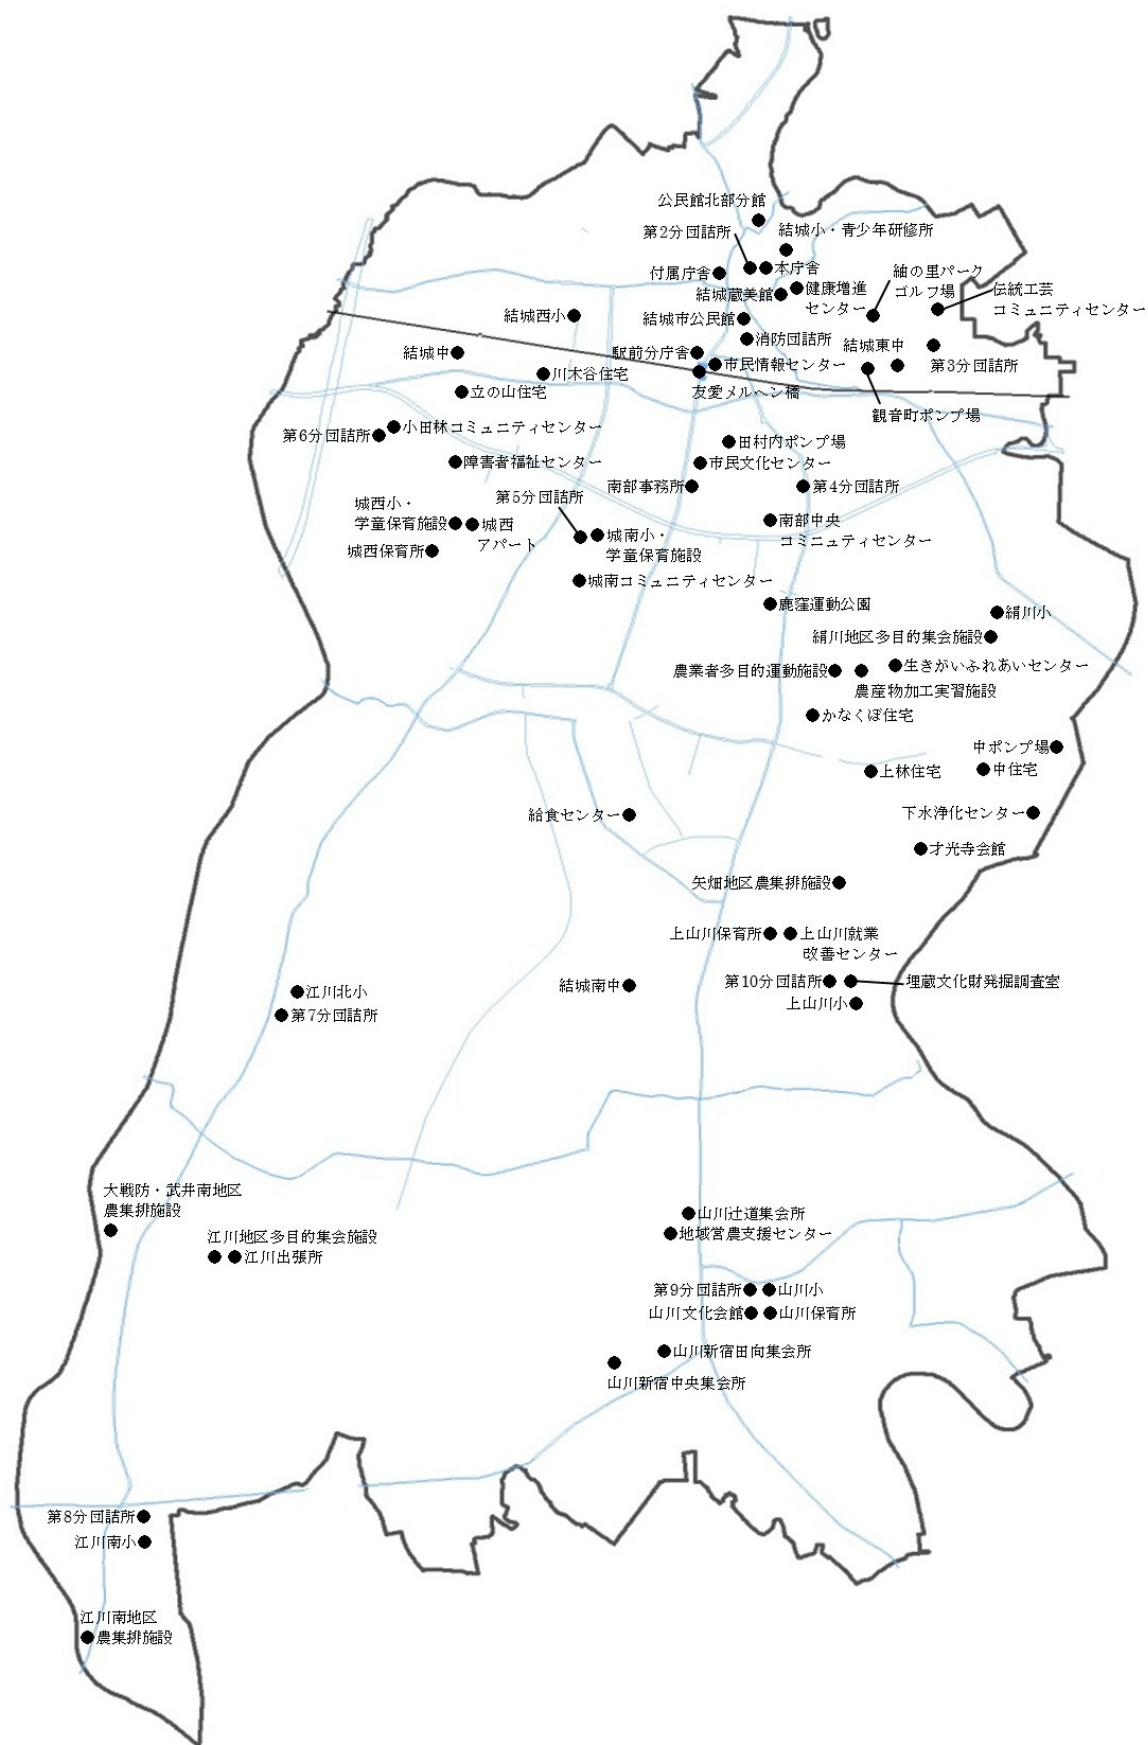 公民館北部分館
結城小・青少年研修所
第2分団詰所
本庁舎
付属庁舎
紬の里パーク
ゴルフ場
伝統工芸
コミュニティセンター
健康増進
センター
結城蔵美館
結城西小
結城市公民館
消防団詰所
結城東中
第3分団詰所
結城中
駅前分庁舎
市民情報センター
川木谷住宅
立の山住宅
友愛メルヘン橋
観音町ポンプ場
小田林コミュニティセンター
第6分団詰所
田村内ポンプ場
障害者福祉センター
市民文化センター
南部事務所
第4分団詰所
第5分団詰所
城西小・
学童保育施設
城西
アパート
南部中央
コミニュティセンター
城南小・
学童保育施設
城西保育所
城南コミュニティセンター
鹿窪運動公園
絹川小
絹川地区多目的集会施設
生きがいふれあいセンター
農業者多目的運動施設
農産物加工実習施設
かなくぼ住宅
中ポンプ場
上林住宅
中住宅
給食センター
下水浄化センター
才光寺会館
矢畑地区農集排施設
上山川保育所
上山川就業
改善センター
第10分団詰所
埋蔵文化財発掘調査室
結城南中
上山川小
江川北小
第7分団詰所
大戦防・武井南地区
農集排施設
山川辻道集会所
地域営農支援センター
江川地区多目的集会施設
江川出張所
第9分団詰所
山川小
山川文化会館
山川保育所
山川新宿田向集会所
山川新宿中央集会所
第8分団詰所
江川南小
江川南地区
農集排施設